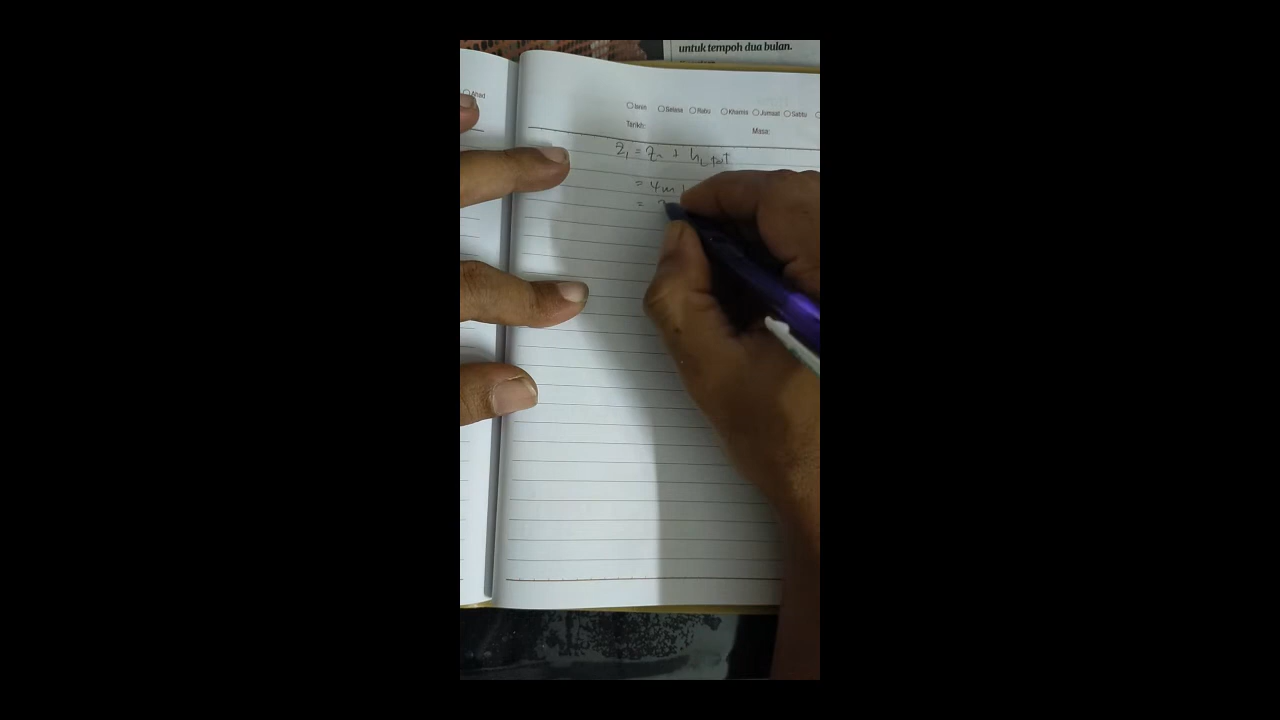 untuk tempoh dua bulan.
Ahad
Isnin Selasa Rabu Khamis Jumaat Sabtu
Tarikh: Masa:
Z₁ = Z₂ + h_L tot
= 4m
=